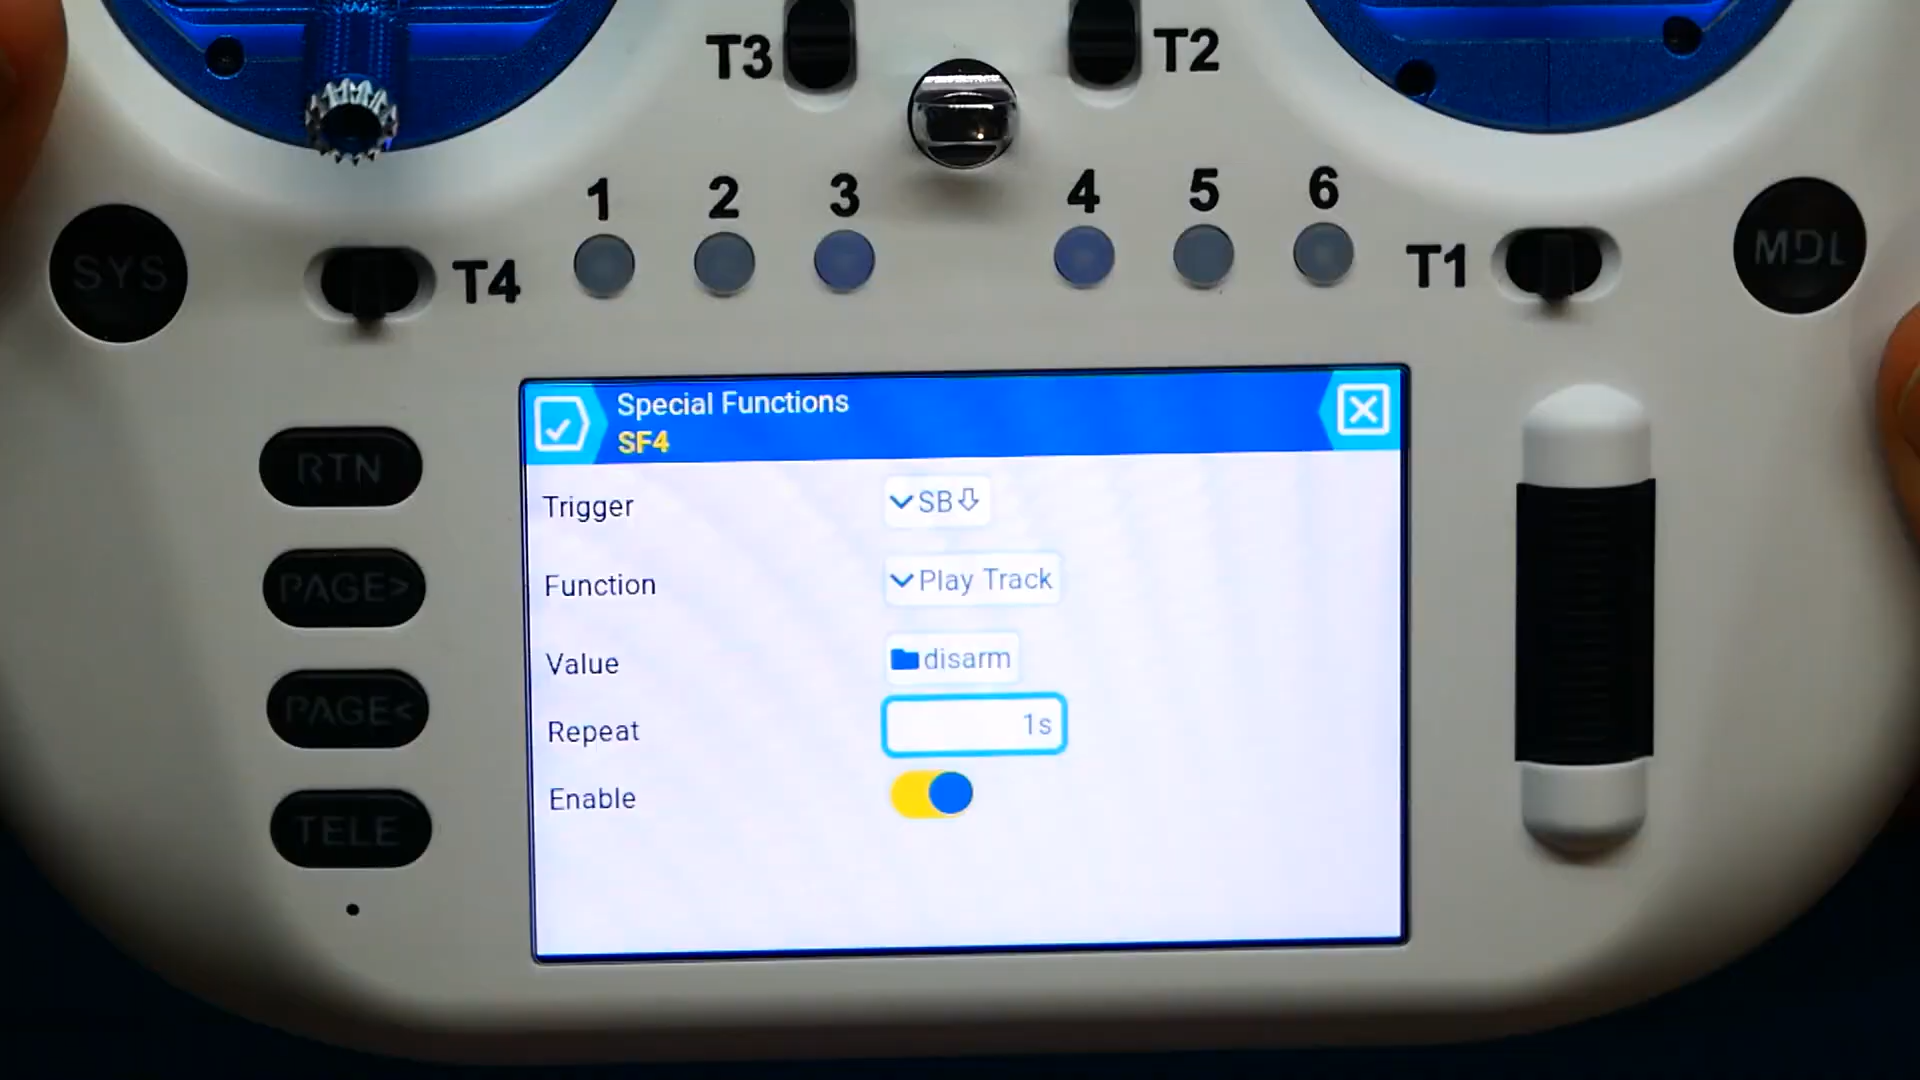 T3
T2
1
2
3
4
5
6
SYS
T4
T1
MDL
Special Functions
SF4
RTN
Trigger
SB
PAGE>
Function
Play Track
Value
disarm
PAGE<
Repeat
1s
TELE
Enable